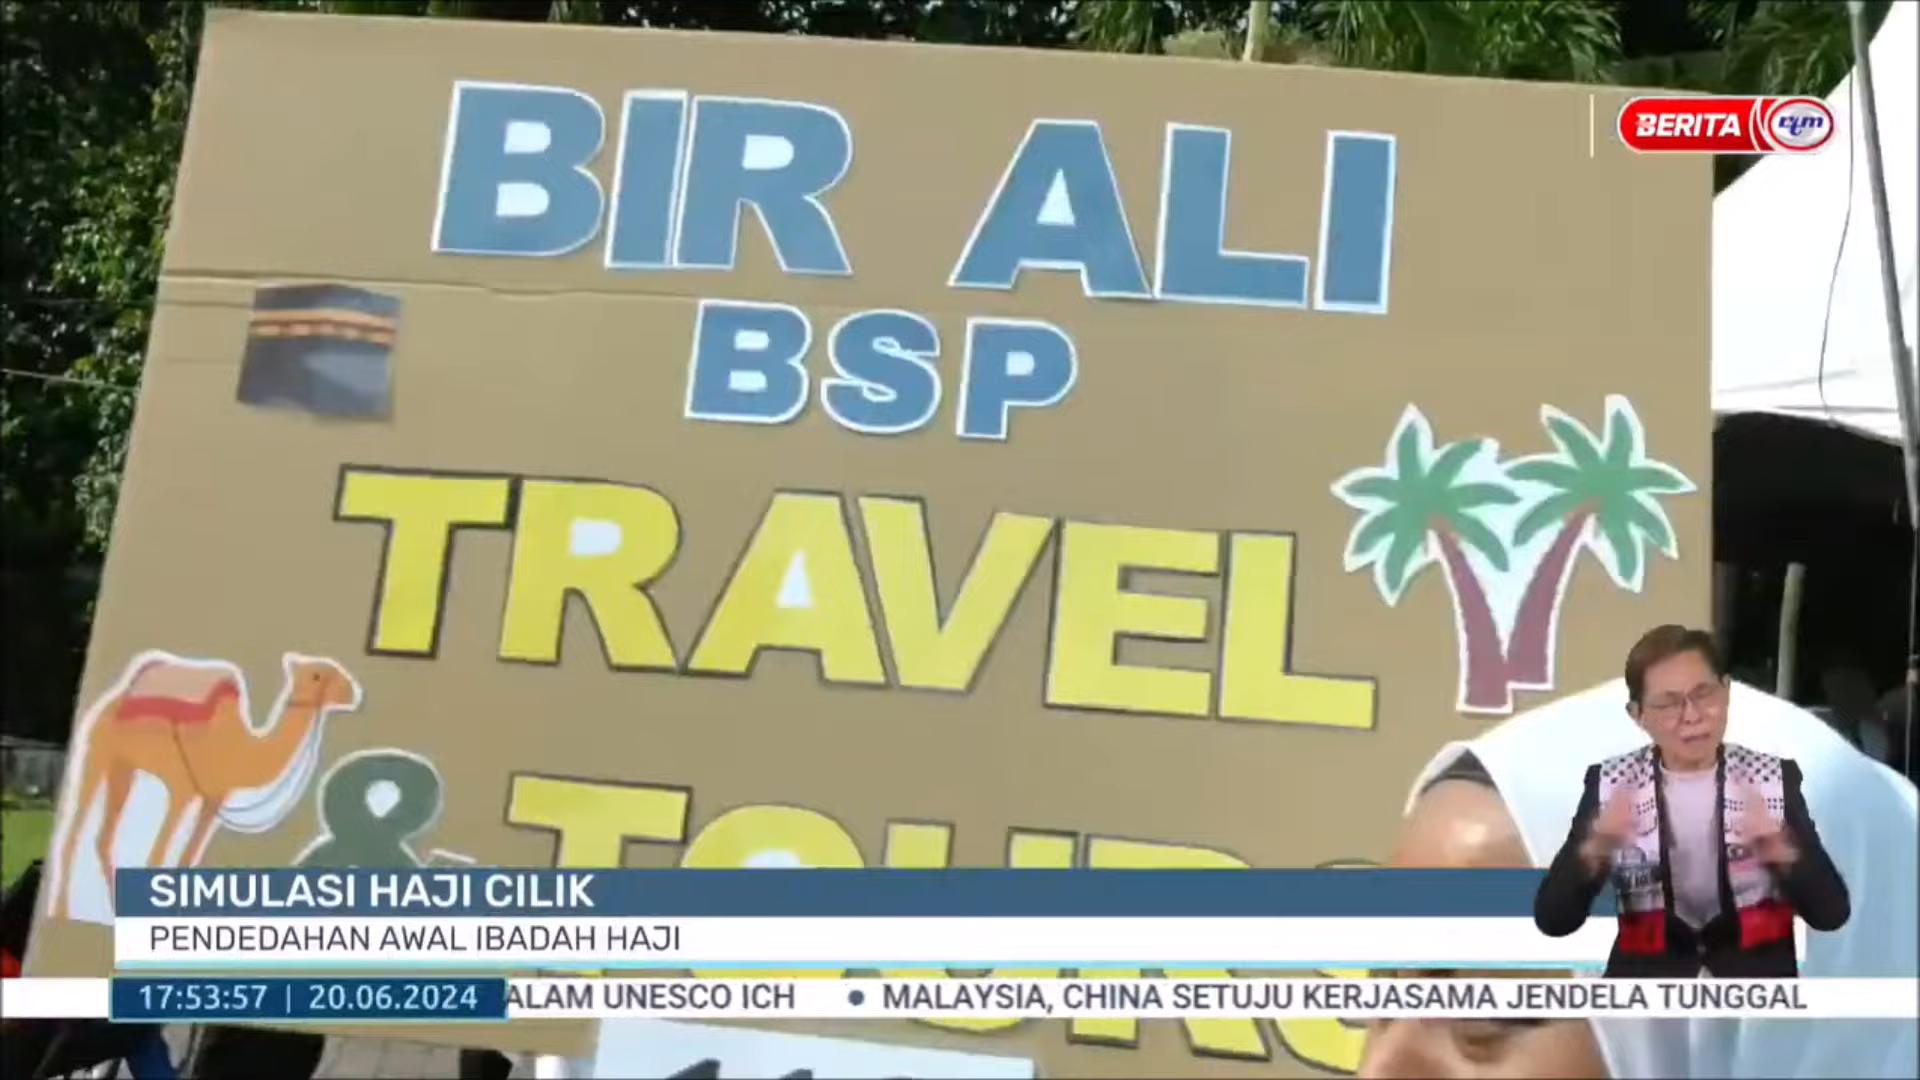 BIR ALI
BSP
TRAVEL
& TOURS
BERITA rtm
SIMULASI HAJI CILIK
PENDEDAHAN AWAL IBADAH HAJI
17:53:57 | 20.06.2024
ALAM UNESCO ICH • MALAYSIA, CHINA SETUJU KERJASAMA JENDELA TUNGGAL